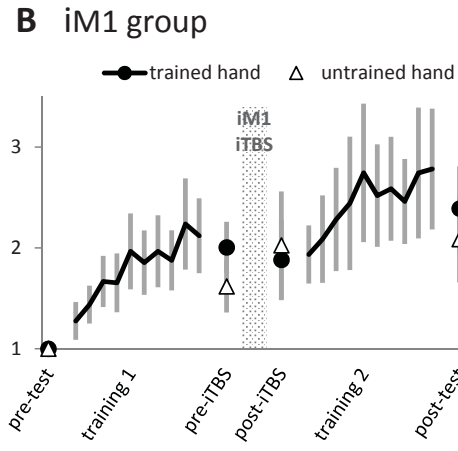 B iM1 group
trained hand untrained hand
iM1
iTBS
3
2
1
pre-test
training 1
pre-iTBS
post-iTBS
training 2
post-test